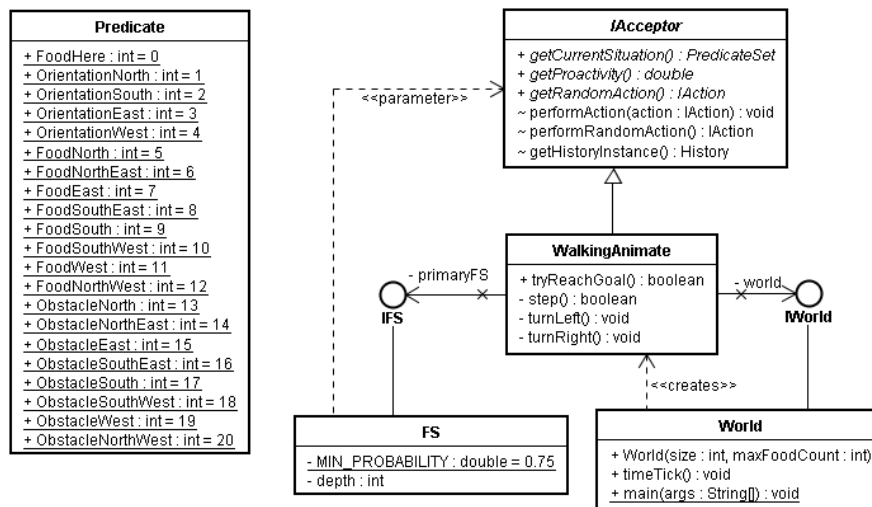 Predicate
+ FoodHere : int = 0
+ OrientationNorth : int = 1
+ OrientationSouth : int = 2
+ OrientationEast : int = 3
+ OrientationWest : int = 4
+ FoodNorth : int = 5
+ FoodNorthEast : int = 6
+ FoodEast : int = 7
+ FoodSouthEast : int = 8
+ FoodSouth : int = 9
+ FoodSouthWest : int = 10
+ FoodWest : int = 11
+ FoodNorthWest : int = 12
+ ObstacleNorth : int = 13
+ ObstacleNorthEast : int = 14
+ ObstacleEast : int = 15
+ ObstacleSouthEast : int = 16
+ ObstacleSouth : int = 17
+ ObstacleSouthWest : int = 18
+ ObstacleWest : int = 19
+ ObstacleNorthWest : int = 20
IAcceptor
+ getCurrentSituation() : PredicateSet
+ getProactivity() : double
+ getRandomAction() : IAction
~ performAction(action : IAction) : void
~ performRandomAction() : IAction
~ getHistoryInstance() : History
<<parameter>>
WalkingAnimate
+ tryReachGoal() : boolean
- step() : boolean
- turnLeft() : void
- turnRight() : void
- primaryFS
IFS
- world
IWorld
<<creates>>
FS
- MIN_PROBABILITY : double = 0.75
- depth : int
World
+ World(size : int, maxFoodCount : int)
+ timeTick() : void
+ main(args : String[]) : void